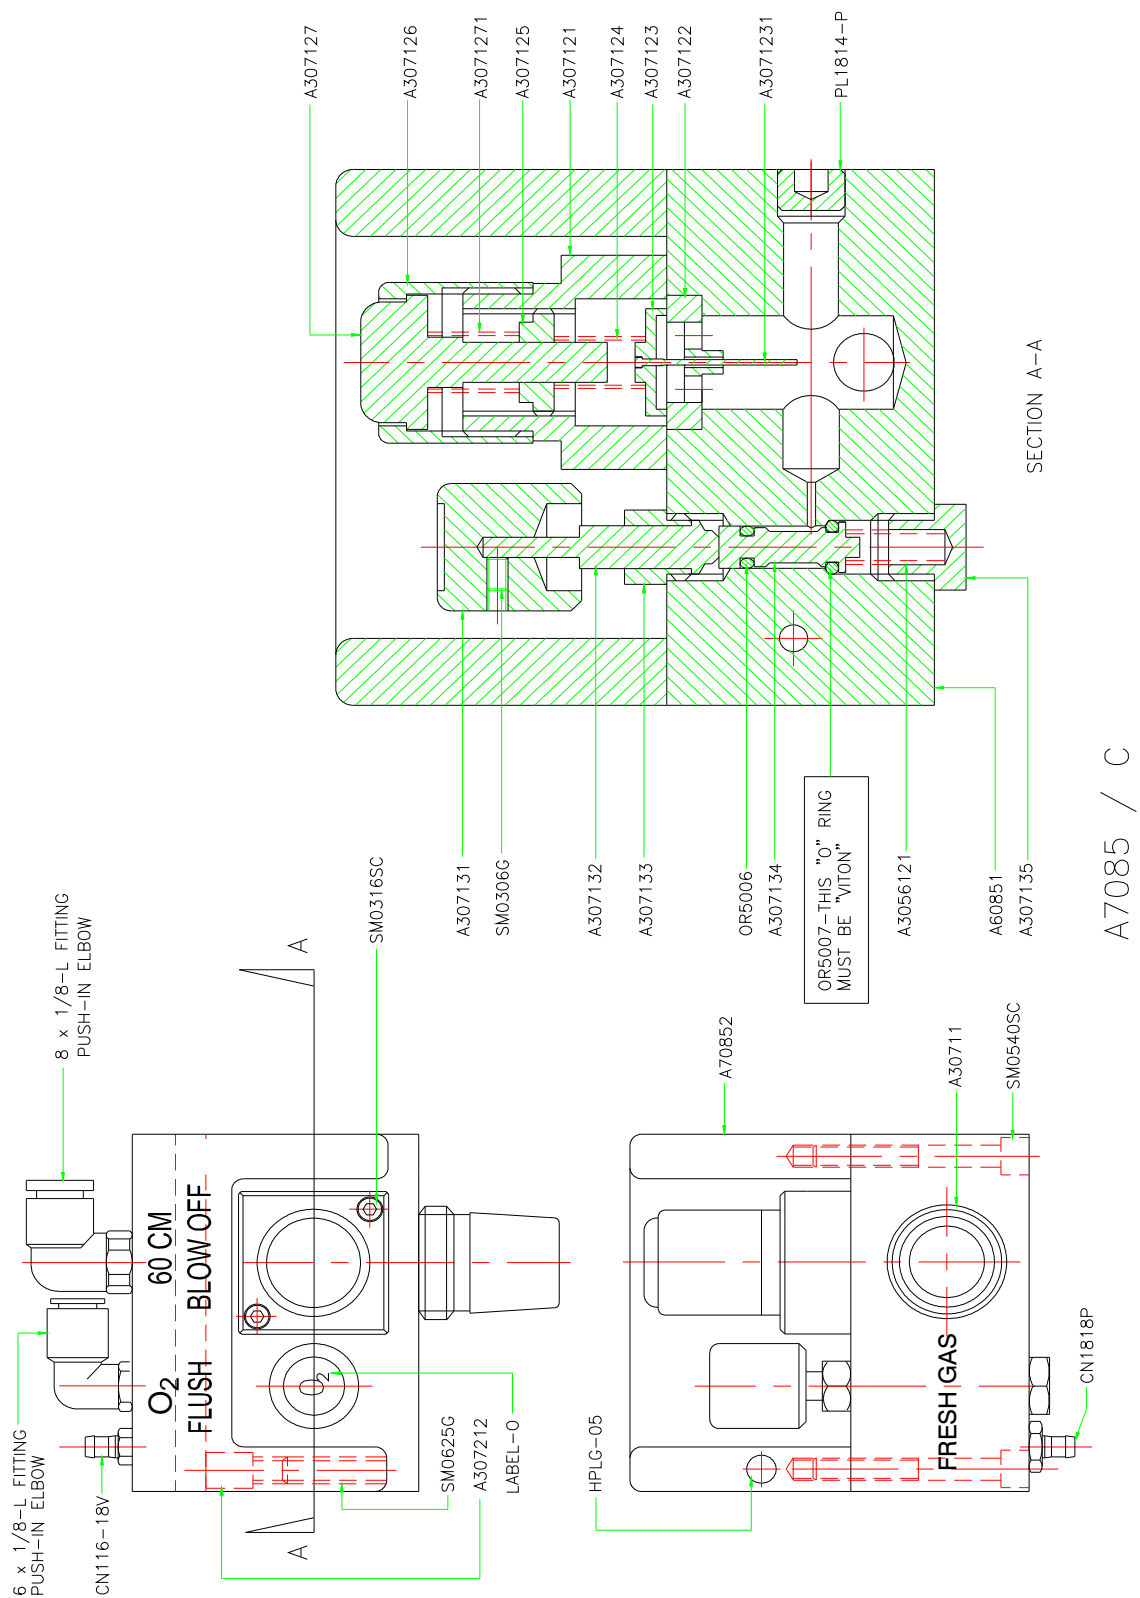 6 x 1/8-L FITTING
PUSH-IN ELBOW
CN116-18V
8 x 1/8-L FITTING
PUSH-IN ELBOW
O2
FLUSH
60 CM
BLOW OFF
A
A
O2
SM0316SC
SM0625G
A307212
LABEL-O
HPLG-05
A70852
FRESH GAS
A30711
SM0540SC
CN1818P
A307127
A307126
A3071271
A307125
A307121
A307124
A307123
A307122
A3071231
PL1814-P
A307131
SM0306G
A307132
A307133
OR5006
A307134
OR5007-THIS "O" RING
MUST BE "VITON"
A3056121
A60851
A307135
SECTION A-A
A7085 / C